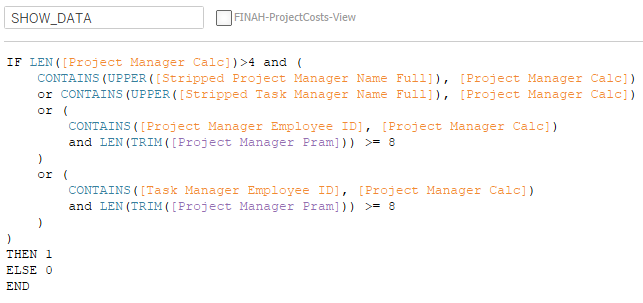 SHOW_DATA
FINAH-ProjectCosts-View
IF LEN([Project Manager Calc])>4 and (
    CONTAINS(UPPER([Stripped Project Manager Name Full]), [Project Manager Calc])
    or CONTAINS(UPPER([Stripped Task Manager Name Full]), [Project Manager Calc])
    or (
        CONTAINS([Project Manager Employee ID], [Project Manager Calc])
        and LEN(TRIM([Project Manager Pram])) >= 8
    )
    or (
        CONTAINS([Task Manager Employee ID], [Project Manager Calc])
        and LEN(TRIM([Project Manager Pram])) >= 8
    )
)
THEN 1
ELSE 0
END